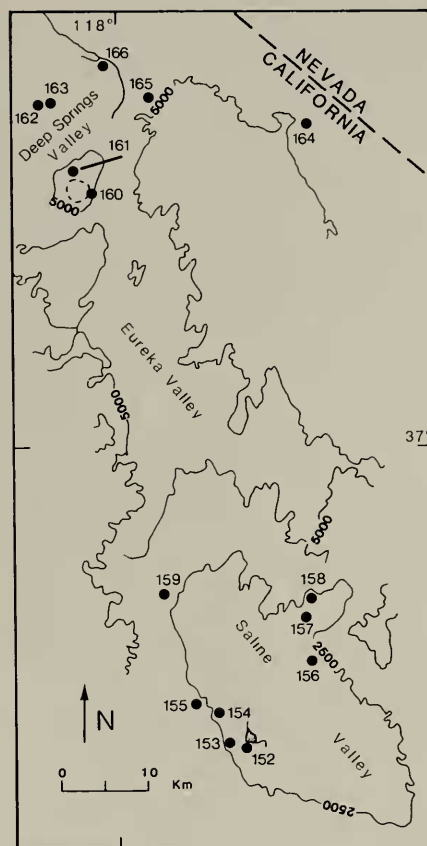 118°
NEVADA
CALIFORNIA
166
165
5000
163
162
164
Deep Springs
Valley
161
160
5000
Eureka Valley
5000
37°
5000
159
158
157
Saline
2500
156
155
154
N
153
152
Valley
0 10
Km
2500